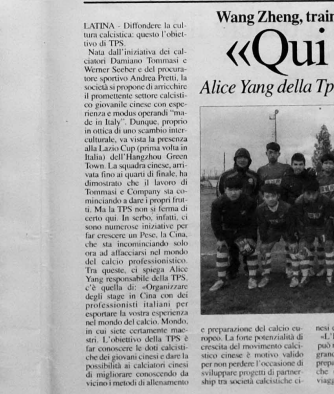 Wang Zheng, train
«Qui
Alice Yang della Tp
LATINA - Diffondere la cul-
tura calcistica: questo l'obiet-
tivo di TPS.
Nata dall'iniziativa dei cal-
ciatori Damiano Tommasi e
Werner Seeber e del procura-
tore sportivo Andrea Pretti, la
società si propone di arricchire
il promettente settore calcisti-
co giovanile cinese con espe-
rienza e modus operandi "ma-
de in Italy". Dunque, proprio
in ottica di uno scambio inter-
culturale, va vista la presenza
alla Lazio Cup (prima volta in
Italia) dell'Hangzhou Green
Town. La squadra cinese, arri-
vata fino ai quarti di finale, ha
dimostrato che il lavoro di
Tommasi e Company sta co-
minciando a dare i propri frut-
ti. Ma la TPS non si ferma di
certo qui. In serbo, infatti, ci
sono numerose iniziative per
far crescere un Pese, la Cina,
che sta incominciando solo
ora ad affacciarsi nel mondo
del calcio professionistico.
Tra queste, ci spiega Alice
Yang responsabile della TPS,
c'è quella di: «Organizzare
degli stage in Cina con dei
professionisti italiani per
esportare la vostra esperienza
nel mondo del calcio. Mondo,
in cui siete certamente mae-
stri. L'obiettivo della TPS è
far conoscere le doti calcisti-
che dei giovani cinesi e dare la
possibilità ai calciatori cinesi
di migliorare conoscendo da
vicino i metodi di allenamento
e preparazione del calcio eu-
ropeo. La forte potenzialità di
crescita del movimento calci-
stico cinese è motivo valido
per non perdere l'occasione di
sviluppare progetti di partner-
ship tra società calcistiche ci-
nesi e
«L'I
può r
grand
prepa
che
viagg